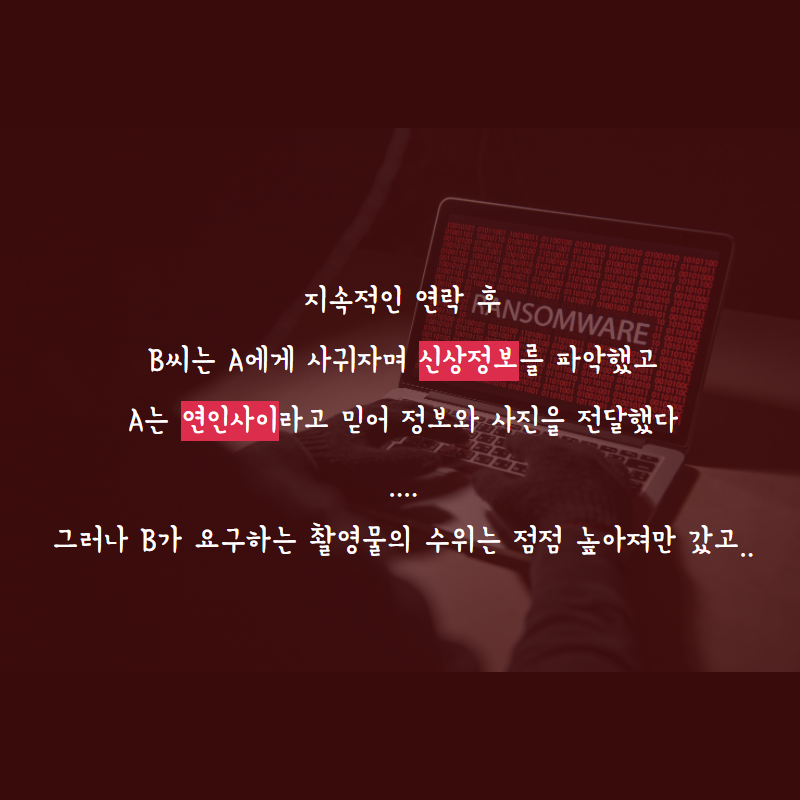 지속적인 연락 후
RANSOMWARE
B씨는 A에게 사귀자며 신상정보를 파악했고
A는 연인사이라고 믿어 정보와 사진을 전달했다
....
그러나 B가 요구하는 촬영물의 수위는 점점 높아져만 갔고..